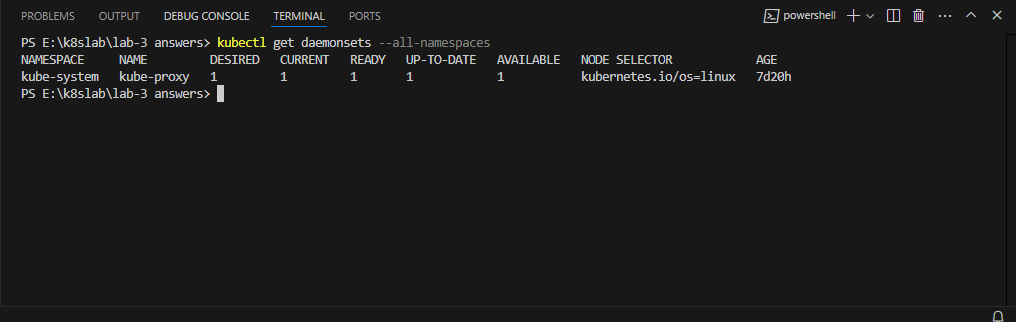 PROBLEMS OUTPUT DEBUG CONSOLE TERMINAL PORTS powershell
PS E:\k8slab\lab-3 answers> kubectl get daemonsets --all-namespaces
NAMESPACE NAME DESIRED CURRENT READY UP-TO-DATE AVAILABLE NODE SELECTOR AGE
kube-system kube-proxy 1 1 1 1 1 kubernetes.io/os=linux 7d20h
PS E:\k8slab\lab-3 answers>